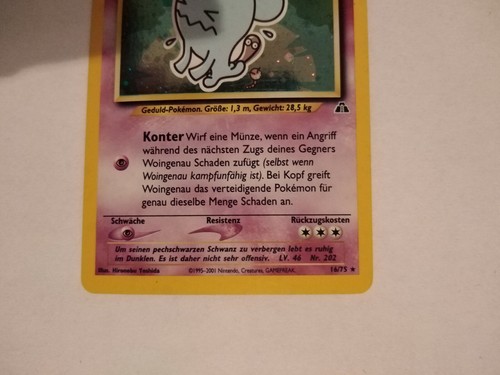 Geduld-Pokémon. Größe: 1,3 m, Gewicht: 28,5 kg
Konter Wirf eine Münze, wenn ein Angriff
während des nächsten Zugs deines Gegners
Woingenau Schaden zufügt (selbst wenn
Woingenau kampfunfähig ist). Bei Kopf greift
Woingenau das verteidigende Pokémon für
genau dieselbe Menge Schaden an.
Schwäche Resistenz Rückzugskosten
Um seinen pechschwarzen Schwanz zu verbergen lebt es ruhig
im Dunklen. Es ist daher nicht sehr offensiv. LV. 46 Nr. 202
Illus. Hironobu Yoshida ©1995-2001 Nintendo, Creatures, GAMEFREAK. 16/75 ★